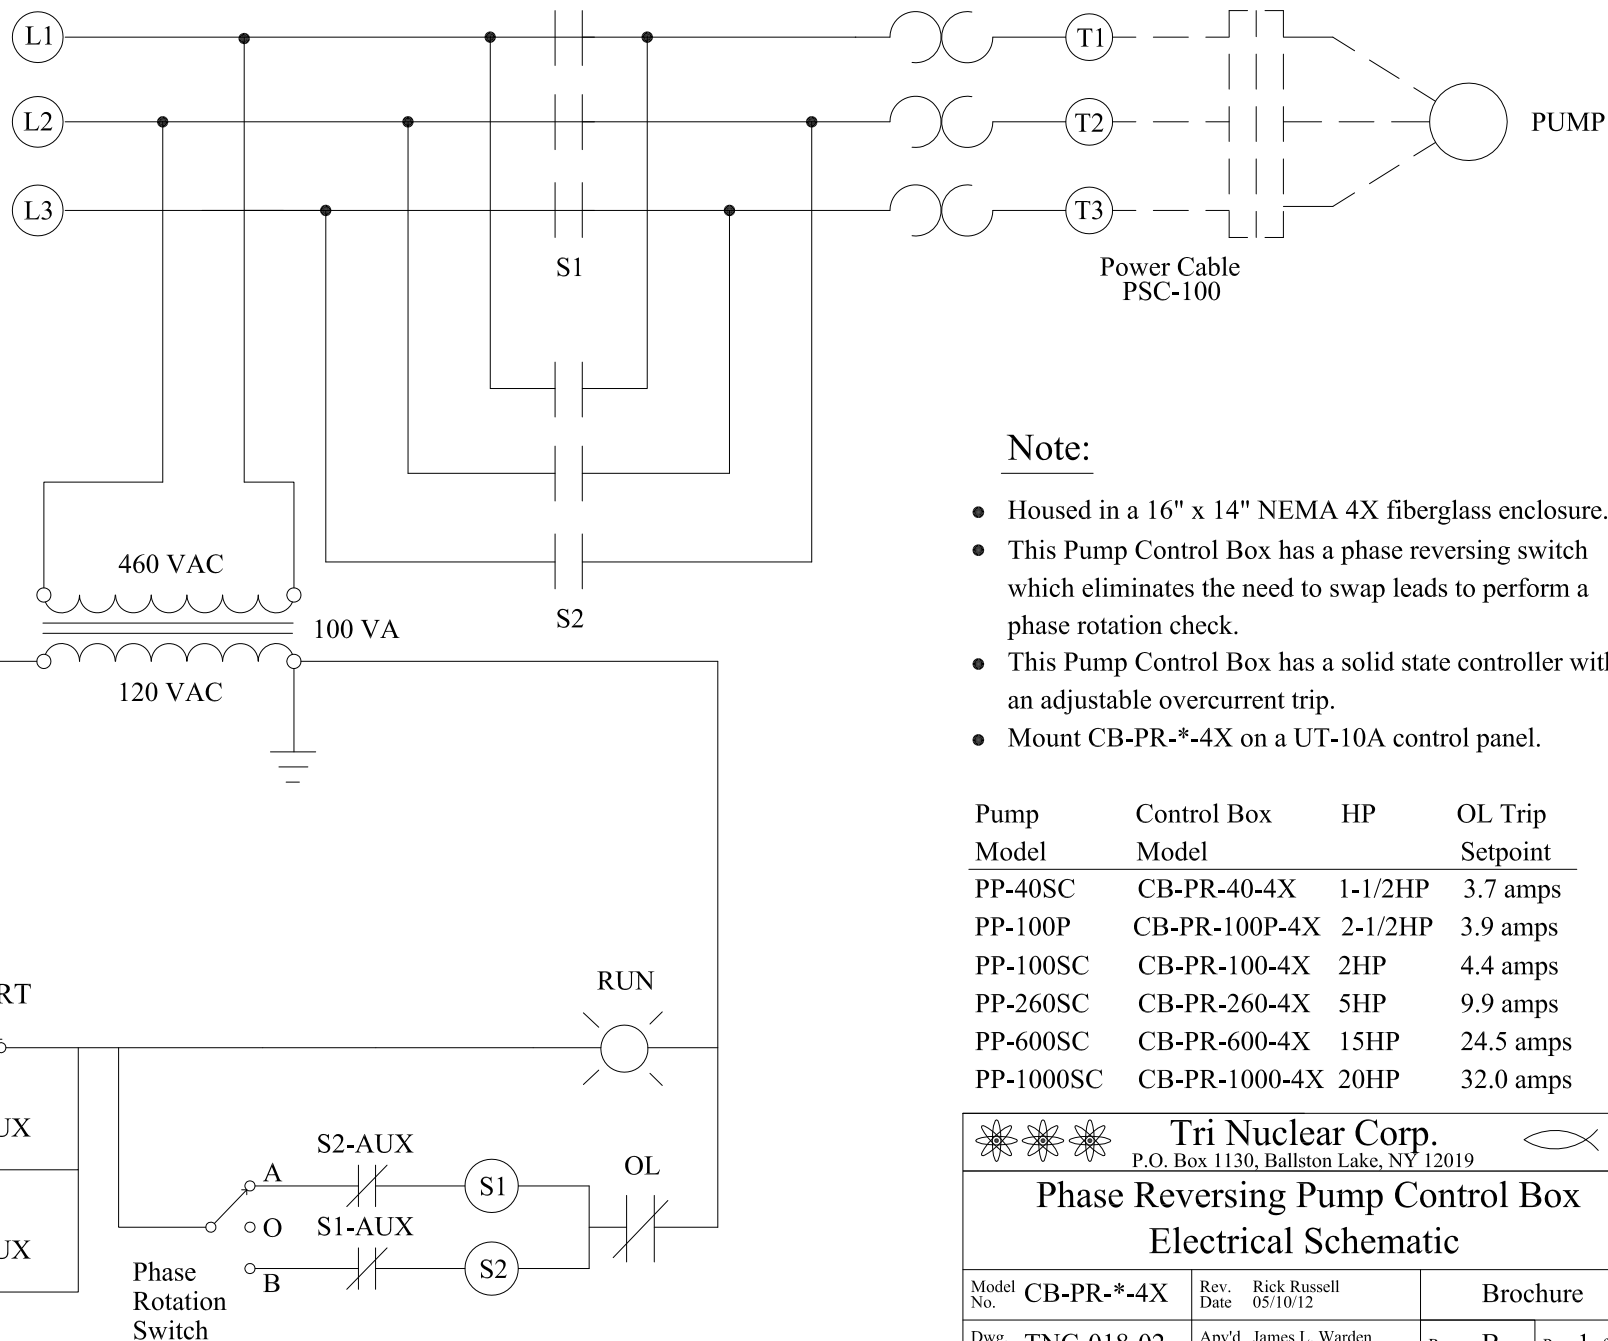 L1
T1
L2
T2
PUMP
L3
T3
S1
Power Cable
PSC-100
Note:
Housed in a 16" x 14" NEMA 4X fiberglass enclosure.
This Pump Control Box has a phase reversing switch
which eliminates the need to swap leads to perform a
phase rotation check.
This Pump Control Box has a solid state controller wit
an adjustable overcurrent trip.
Mount CB-PR-*-4X on a UT-10A control panel.
460 VAC
100 VA
120 VAC
S2
Pump Control Box HP OL Trip
Model Model Setpoint
PP-40SC CB-PR-40-4X 1-1/2HP 3.7 amps
PP-100P CB-PR-100P-4X 2-1/2HP 3.9 amps
PP-100SC CB-PR-100-4X 2HP 4.4 amps
PP-260SC CB-PR-260-4X 5HP 9.9 amps
PP-600SC CB-PR-600-4X 15HP 24.5 amps
PP-1000SC CB-PR-1000-4X 20HP 32.0 amps
RT
RUN
UX
UX
S2-AUX
A
S1
OL
O
S1-AUX
B
S2
Phase
Rotation
Switch
Tri Nuclear Corp.
P.O. Box 1130, Ballston Lake, NY 12019
Phase Reversing Pump Control Box
Electrical Schematic
Model No. CB-PR-*-4X
Rev. Date Rick Russell 05/10/12
Brochure
Dwg TNC-018-02
Apv'd James L. Warden
B
1